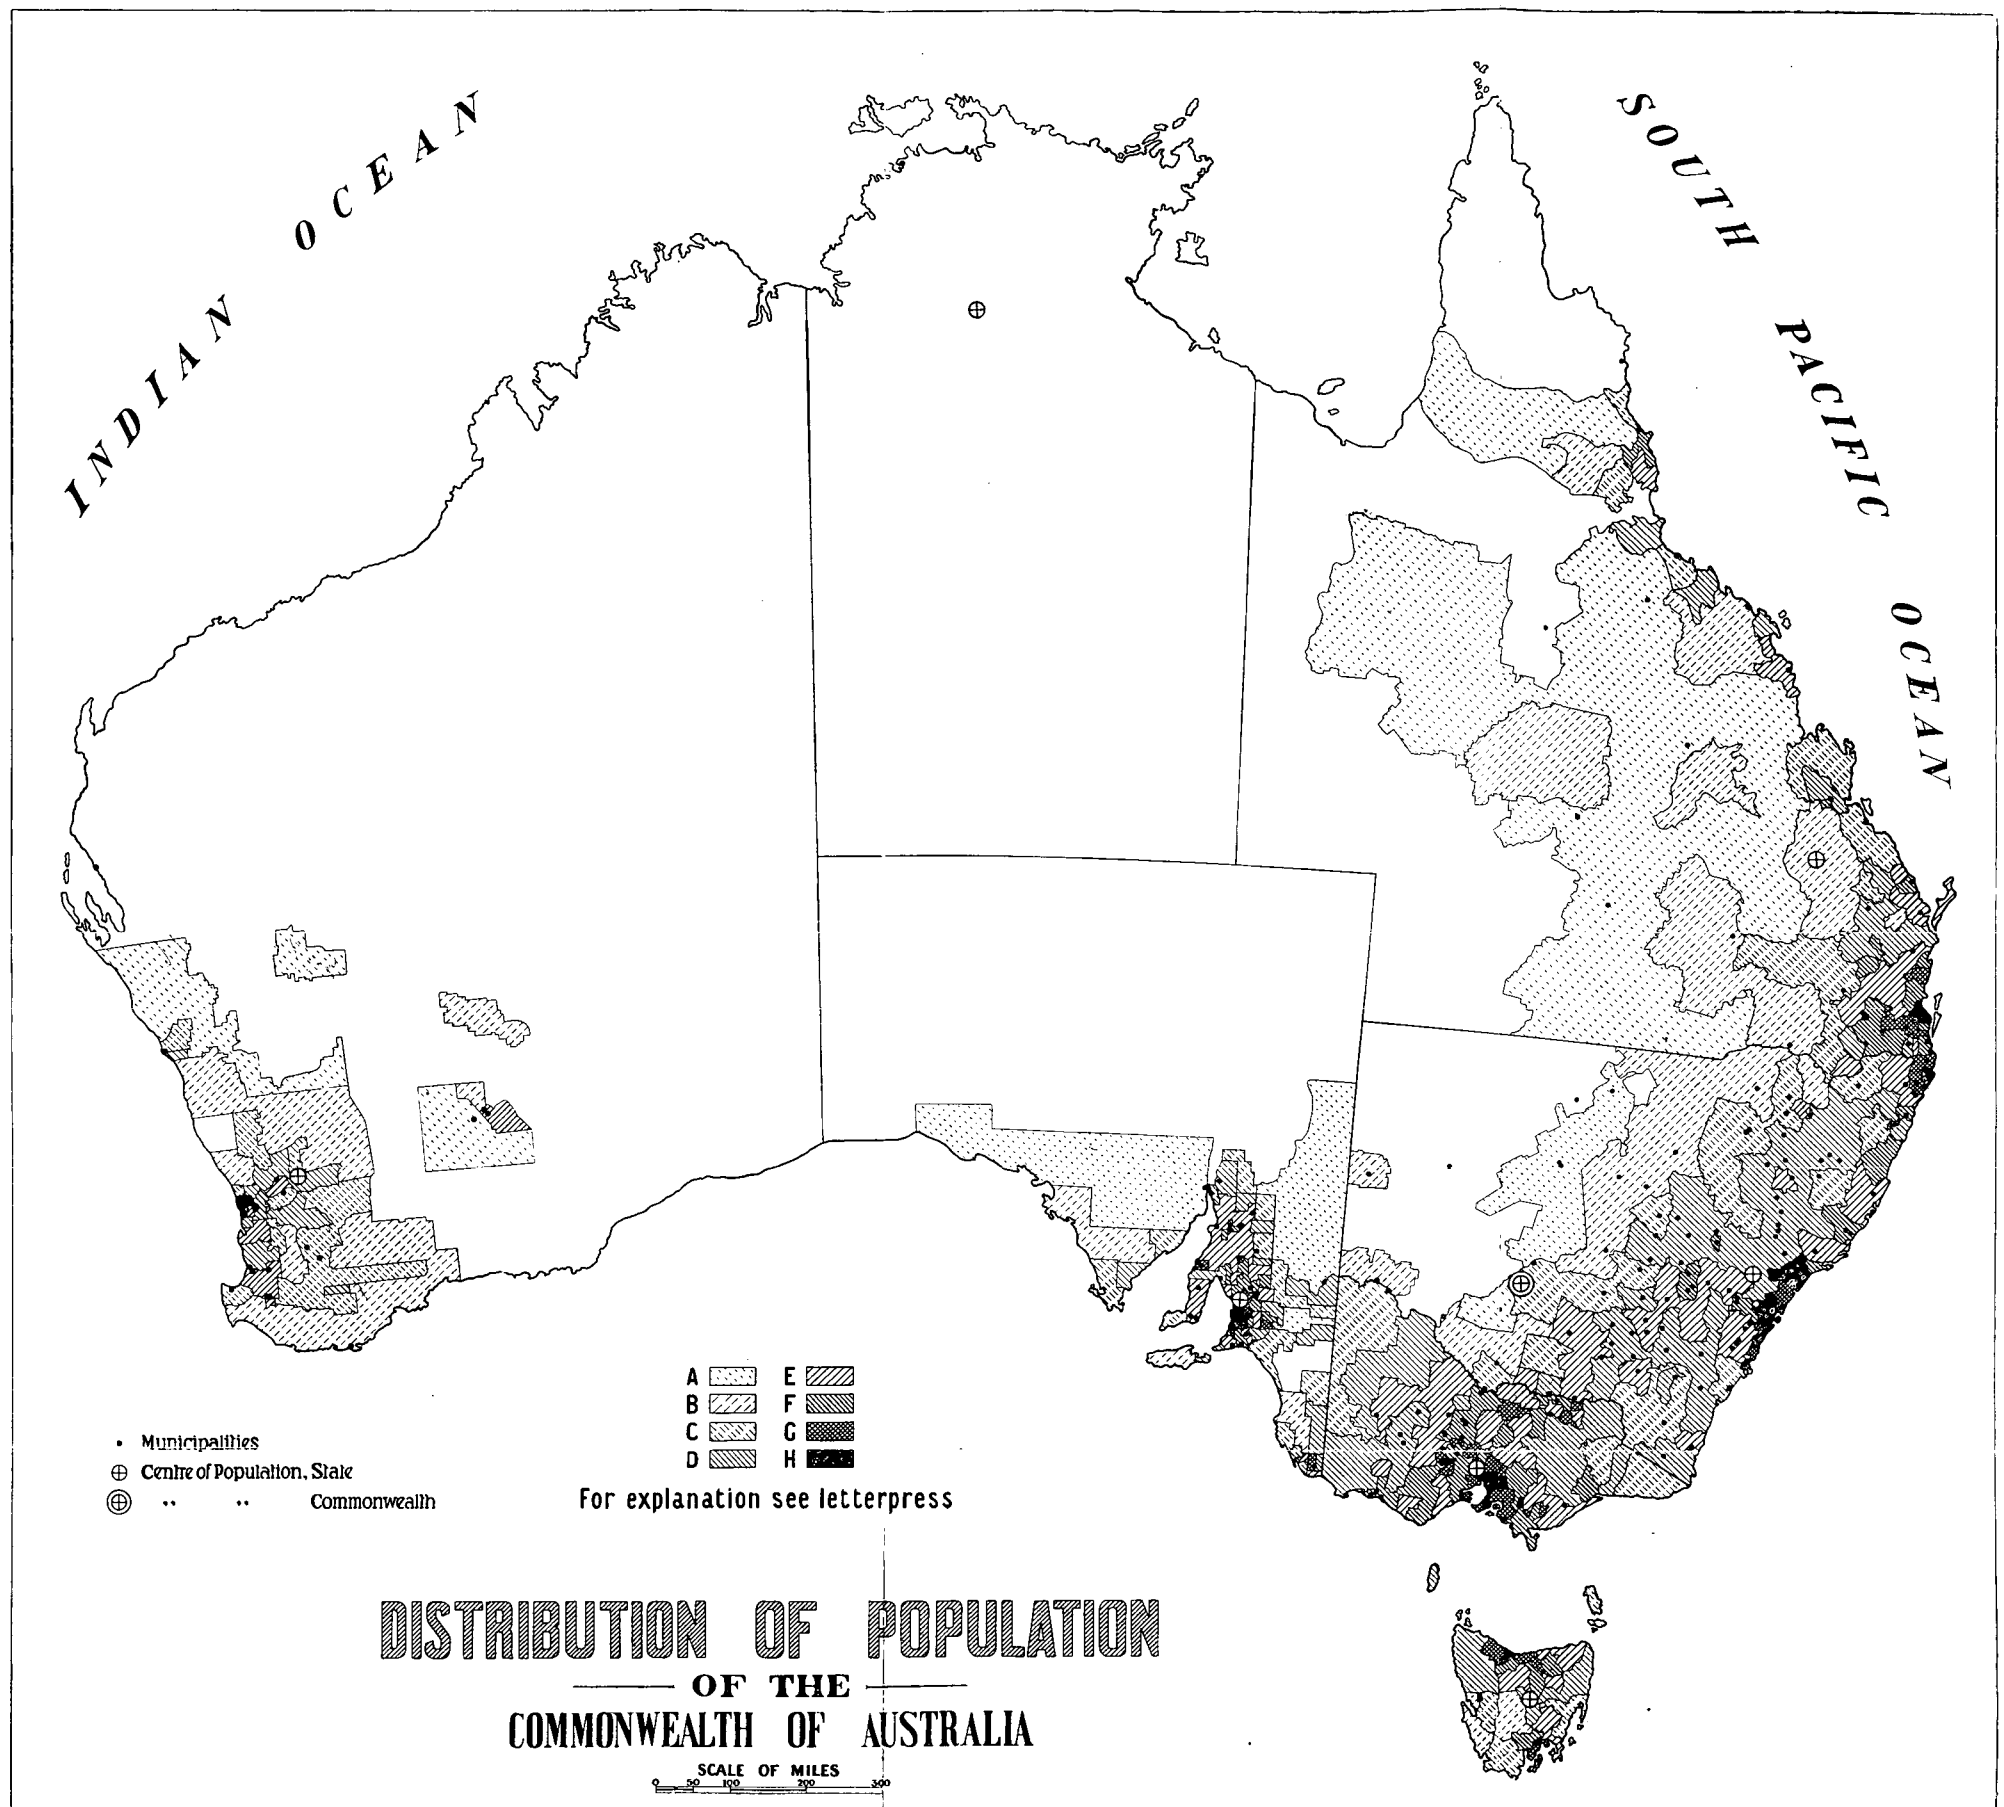 INDIAN OCEAN
SOUTH PACIFIC OCEAN
A E
B F
C G
D H
For explanation see letterpress
• Municipalities
Centre of Population, State
" " Commonwealth
DISTRIBUTION OF POPULATION
OF THE
COMMONWEALTH OF AUSTRALIA
SCALE OF MILES
0 50 100 200 300